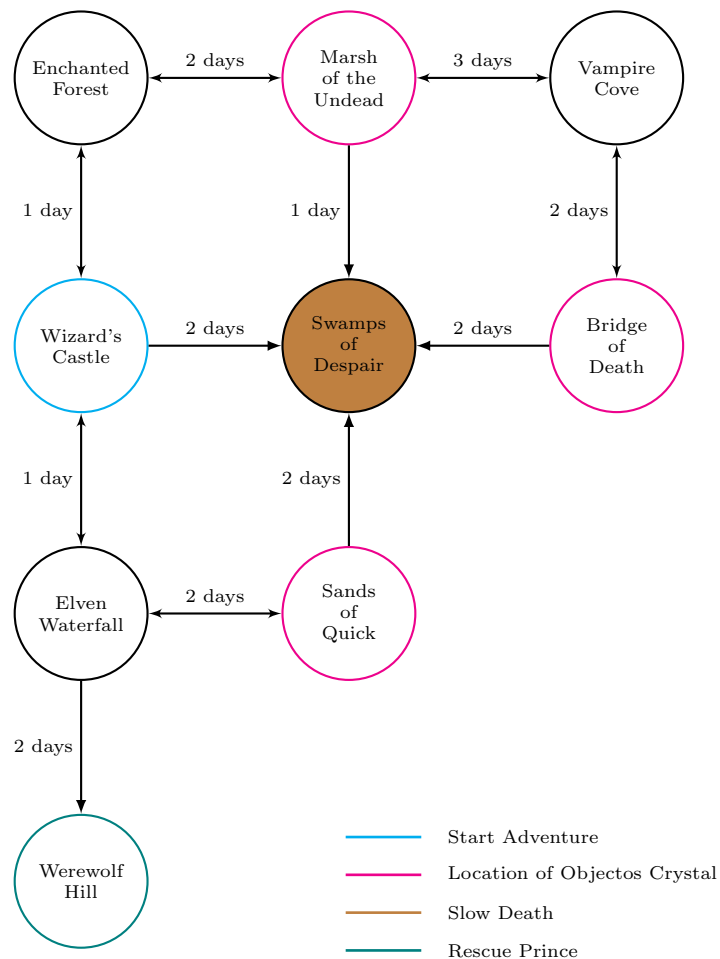 Enchanted
Forest
2 days
Marsh
of the
Undead
3 days
Vampire
Cove
1 day
1 day
2 days
Wizard's
Castle
2 days
Swamps
of
Despair
2 days
Bridge
of
Death
1 day
2 days
Elven
Waterfall
2 days
Sands
of
Quick
2 days
Werewolf
Hill
Start Adventure
Location of Objectos Crystal
Slow Death
Rescue Prince